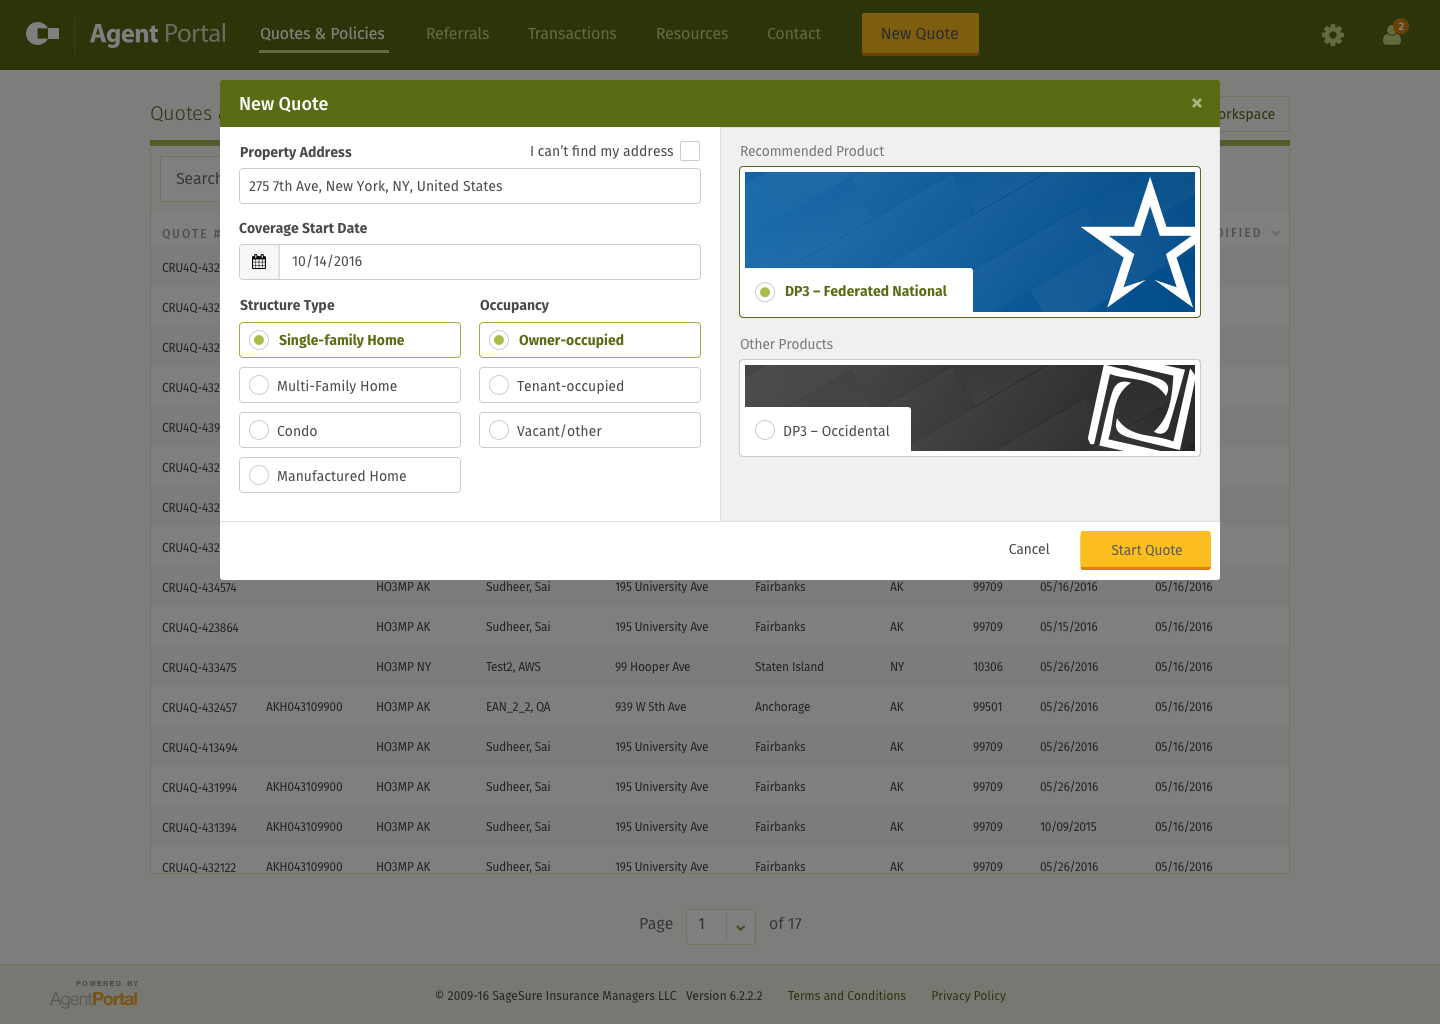 Agent Portal
Quotes & Policies
Referrals
Transactions
Resources
Contact
New Quote
2
Quotes
orkspace
Search
QUOTE #
DIFIED
New Quote
×
Property Address
I can't find my address
275 7th Ave, New York, NY, United States
Coverage Start Date
10/14/2016
Structure Type
Occupancy
Single-family Home
Owner-occupied
Multi-Family Home
Tenant-occupied
Condo
Vacant/other
Manufactured Home
Recommended Product
DP3 – Federated National
Other Products
DP3 – Occidental
Cancel
Start Quote
CRU4Q-432
CRU4Q-432
CRU4Q-432
CRU4Q-432
CRU4Q-439
CRU4Q-432
CRU4Q-432
CRU4Q-432
CRU4Q-434574 HO3MP AK Sudheer, Sai 195 University Ave Fairbanks AK 99709 05/16/2016 05/16/2016
CRU4Q-423864 HO3MP AK Sudheer, Sai 195 University Ave Fairbanks AK 99709 05/15/2016 05/16/2016
CRU4Q-433475 HO3MP NY Test2, AWS 99 Hooper Ave Staten Island NY 10306 05/26/2016 05/16/2016
CRU4Q-432457 AKH043109900 HO3MP AK EAN_2_2, QA 939 W 5th Ave Anchorage AK 99501 05/26/2016 05/16/2016
CRU4Q-413494 HO3MP AK Sudheer, Sai 195 University Ave Fairbanks AK 99709 05/26/2016 05/16/2016
CRU4Q-431994 AKH043109900 HO3MP AK Sudheer, Sai 195 University Ave Fairbanks AK 99709 05/26/2016 05/16/2016
CRU4Q-431394 AKH043109900 HO3MP AK Sudheer, Sai 195 University Ave Fairbanks AK 99709 10/09/2015 05/16/2016
CRU4Q-432122 AKH043109900 HO3MP AK Sudheer, Sai 195 University Ave Fairbanks AK 99709 05/26/2016 05/16/2016
Page 1 of 17
POWERED BY
AgentPortal
© 2009-16 SageSure Insurance Managers LLC Version 6.2.2.2 Terms and Conditions Privacy Policy